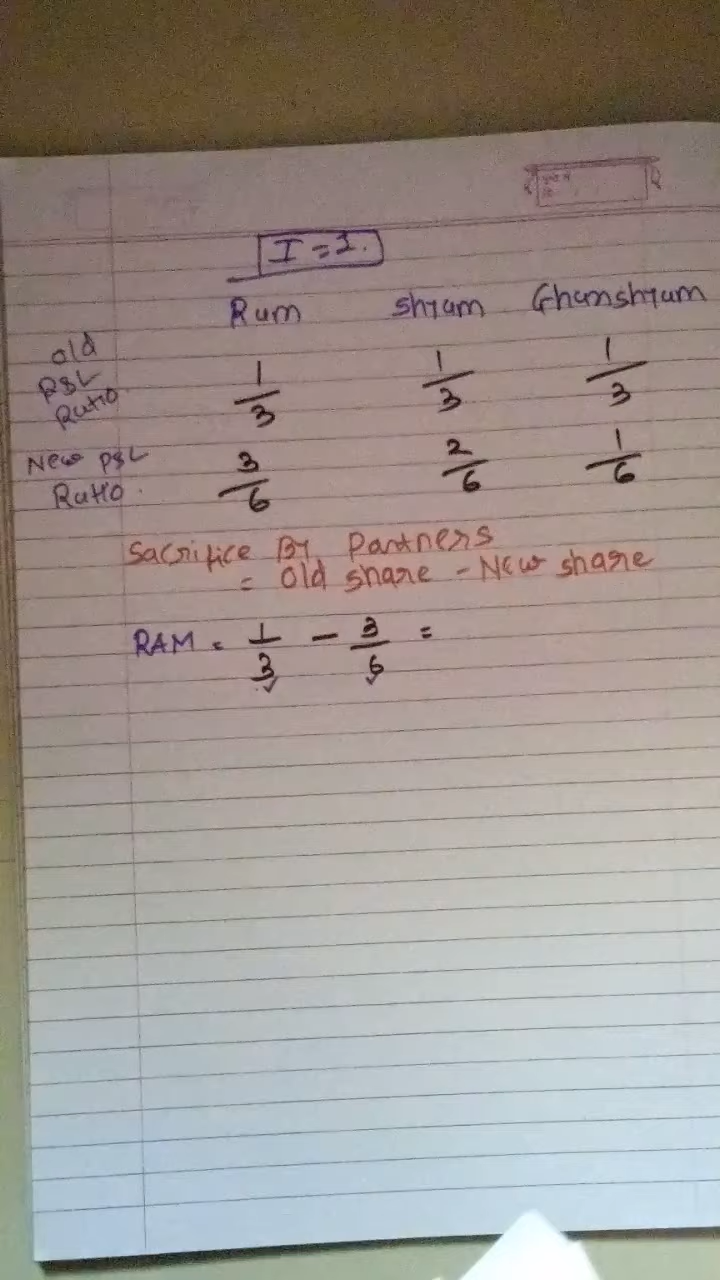 I = 1.
Ram Shyam Ghanshyam
Old
P&L
Ratio
1/3 1/3 1/3
New P&L
Ratio.
3/6 2/6 1/6
Sacrifice By Partners
= Old share - New share
RAM = 1/3 - 3/6 =